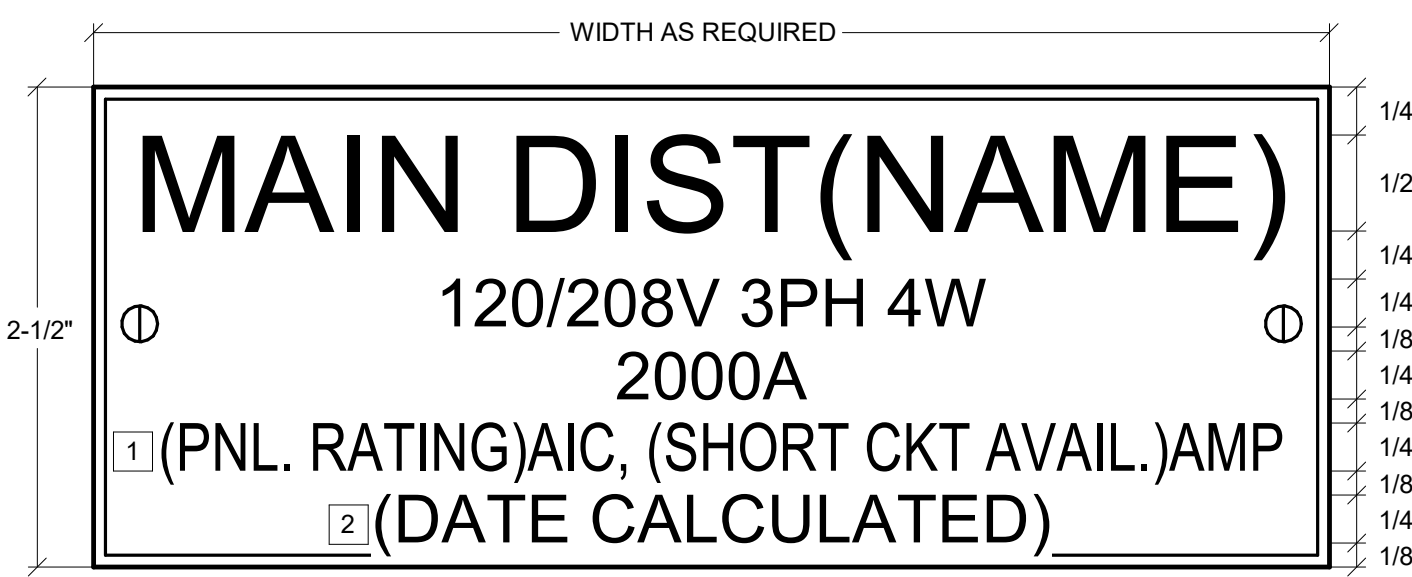 WIDTH AS REQUIRED
MAIN DIST(NAME)
120/208V 3PH 4W
2000A
1 (PNL. RATING)AIC, (SHORT CKT AVAIL.)AMP
2 (DATE CALCULATED)
2-1/2"
1/4
1/2
1/4
1/4
1/8
1/4
1/8
1/4
1/8
1/4
1/8